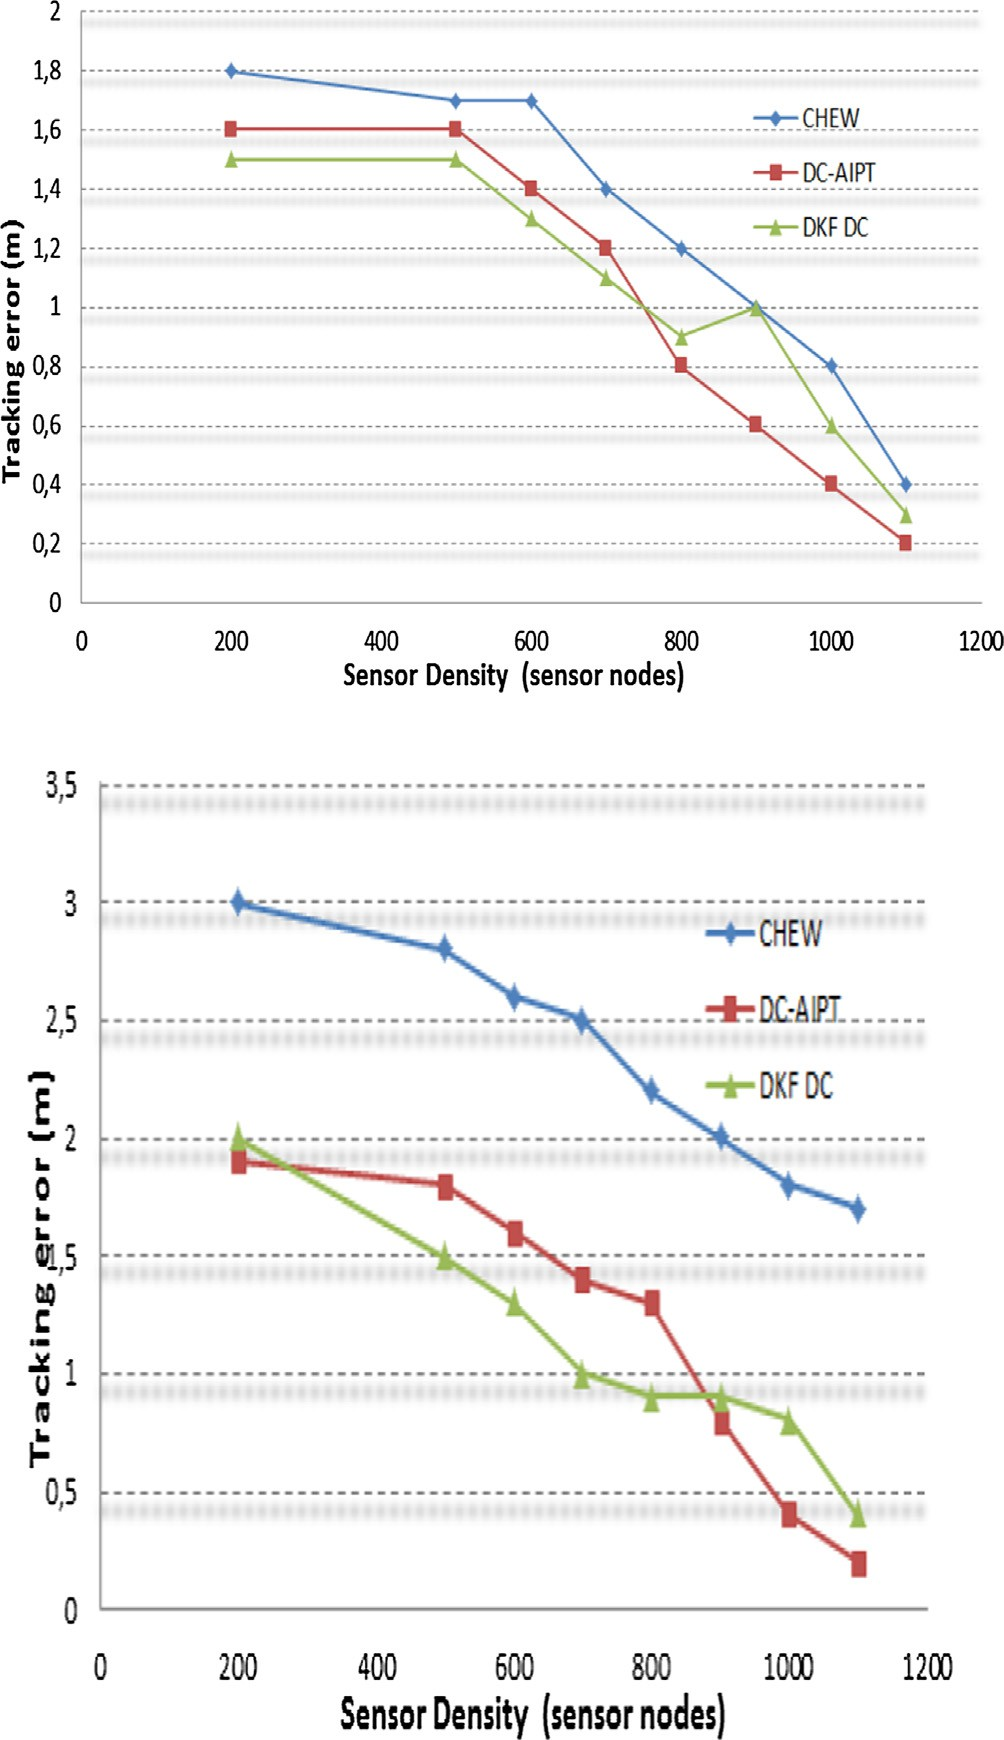 2
1,8
1,6
1,4
1,2
1
0,8
0,6
0,4
0,2
0
Tracking error (m)
CHEW
DC-AIPT
DKF DC
0 200 400 600 800 1000 1200
Sensor Density (sensor nodes)
3,5
3
2,5
2
1,5
1
0,5
0
Tracking error (m)
CHEW
DC-AIPT
DKF DC
0 200 400 600 800 1000 1200
Sensor Density (sensor nodes)